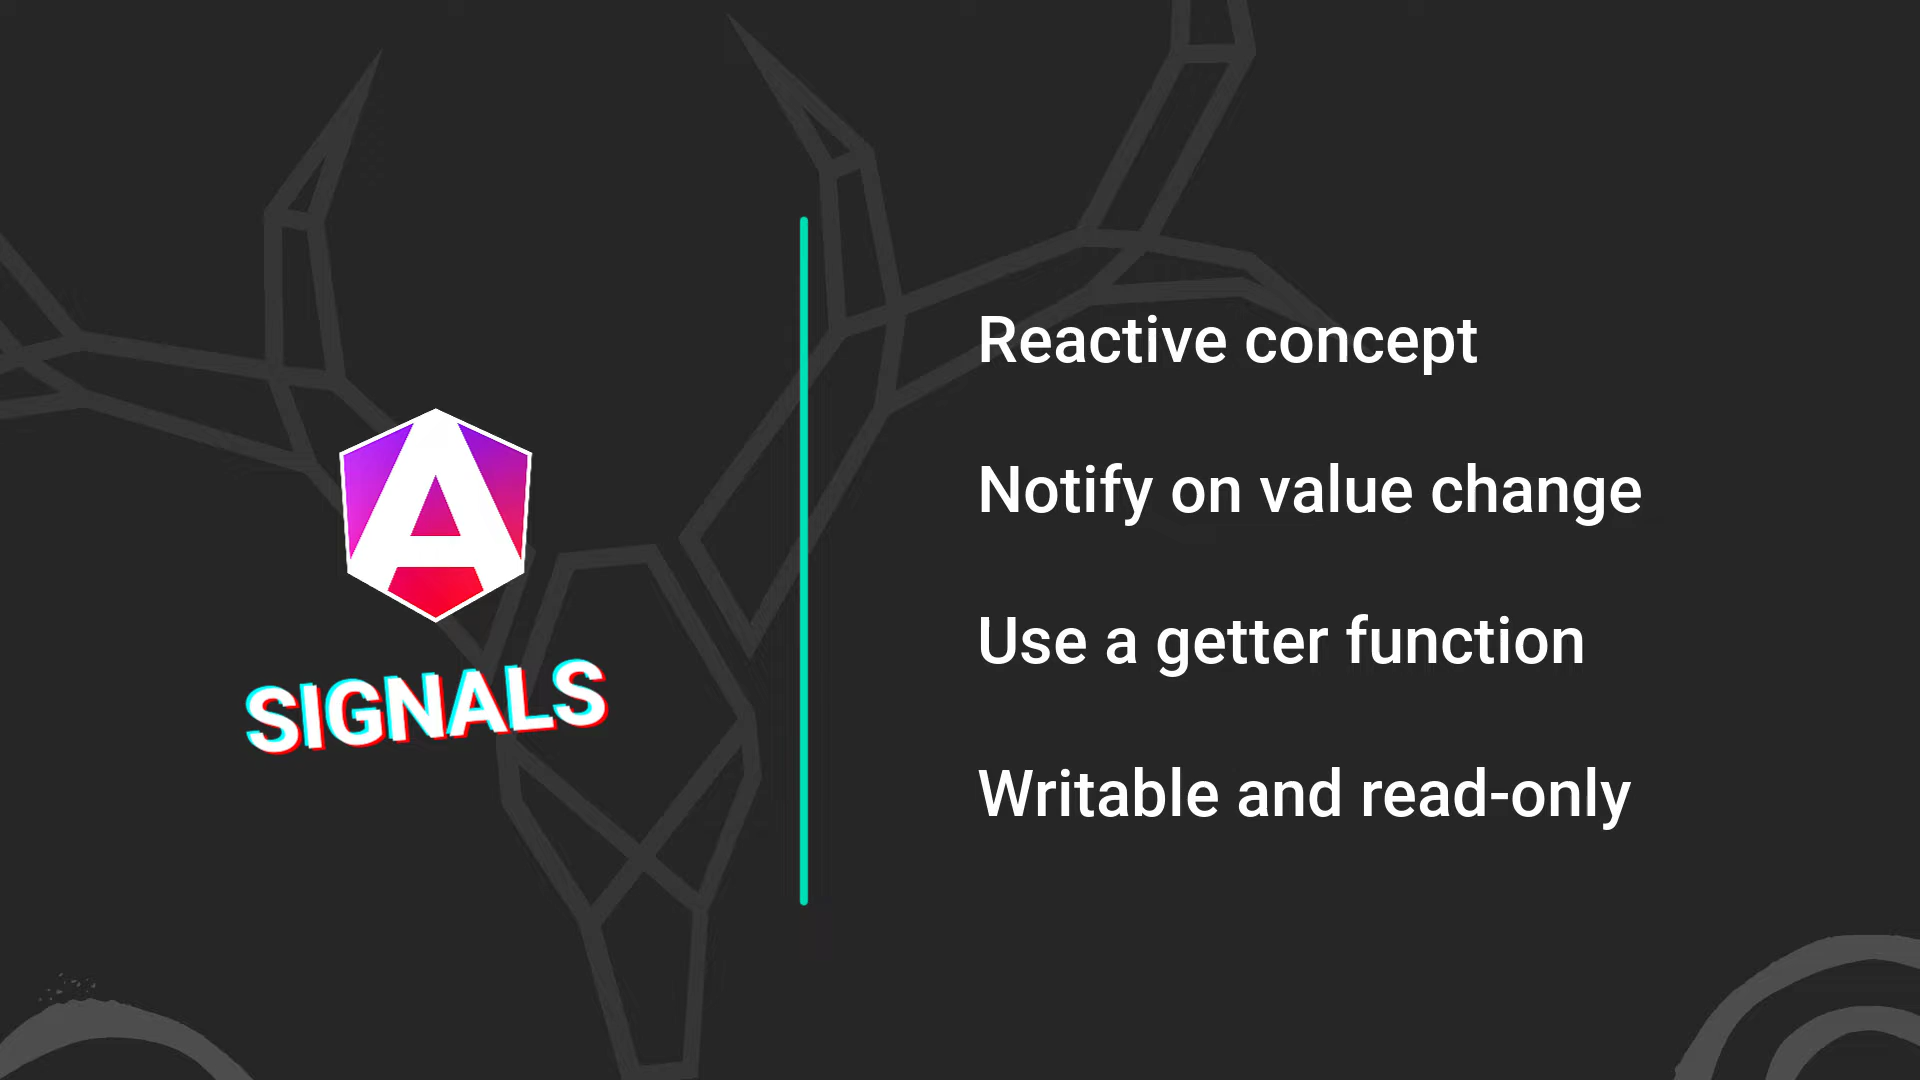 SIGNALS
Reactive concept
Notify on value change
Use a getter function
Writable and read-only